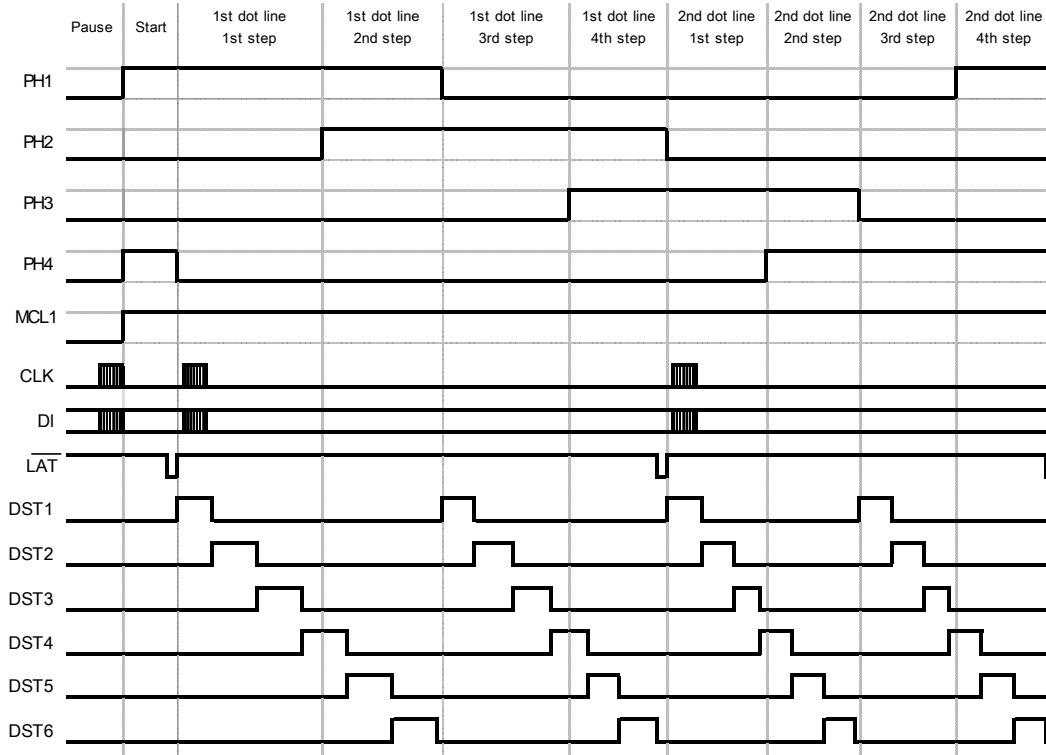 Pause
Start
1st dot line
1st step
1st dot line
2nd step
1st dot line
3rd step
1st dot line
4th step
2nd dot line
1st step
2nd dot line
2nd step
2nd dot line
3rd step
2nd dot line
4th step
PH1
PH2
PH3
PH4
MCL1
CLK
DI
LAT
DST1
DST2
DST3
DST4
DST5
DST6